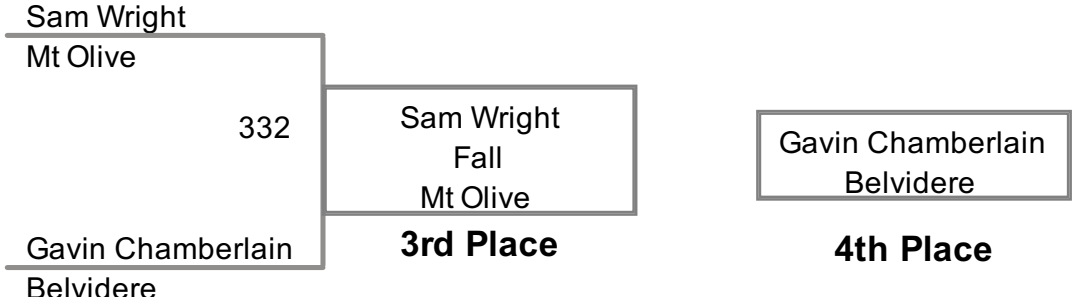 Sam Wright
Mt Olive
332
Sam Wright
Fall
Mt Olive
3rd Place
Gavin Chamberlain
Belvidere
4th Place
Gavin Chamberlain
Belvidere